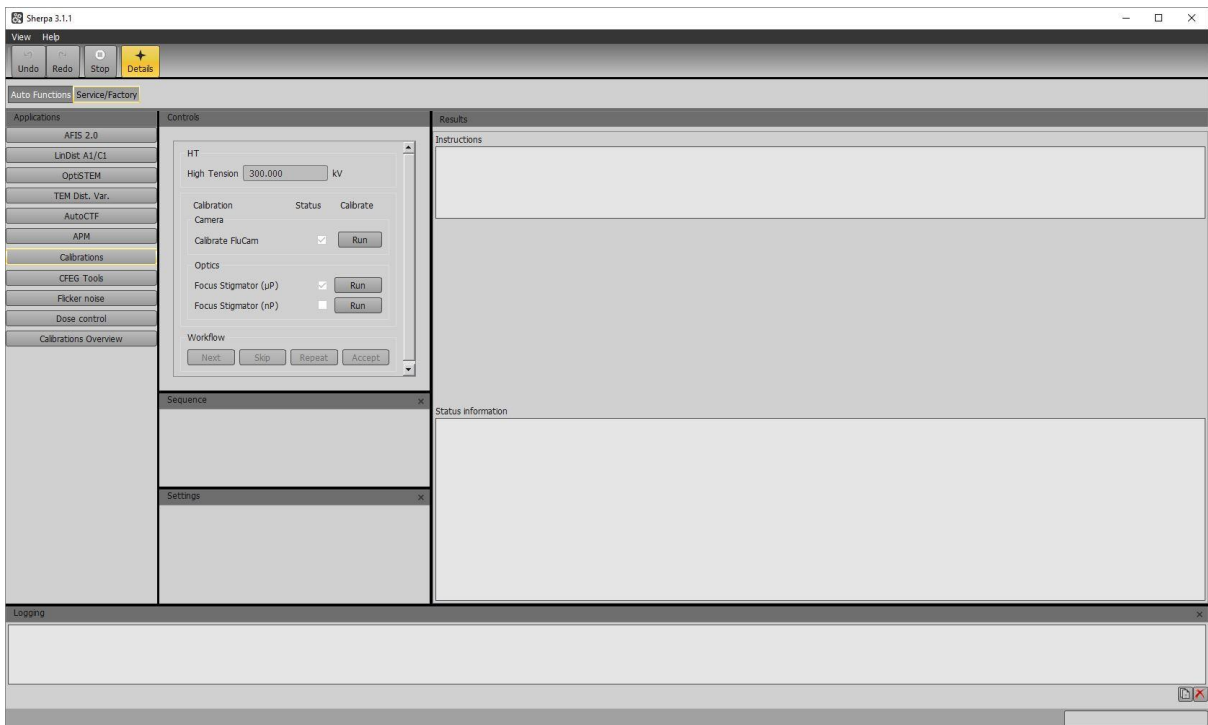 Sherpa 3.1.1
View Help
Undo Redo Stop Details
Auto Functions Service/Factory
Applications
AFIS 2.0
LinDist A1/C1
OptiSTEM
TEM Dist. Var.
AutoCTF
APM
Calibrations
CFEG Tools
Flicker noise
Dose control
Calibrations Overview
Controls
HT
High Tension 300.000 kV
Calibration Status Calibrate
Camera
Calibrate FluCam Run
Optics
Focus Stigmator (µP) Run
Focus Stigmator (nP) Run
Workflow
Next Skip Repeat Accept
Sequence
Settings
Results
Instructions
Status information
Logging